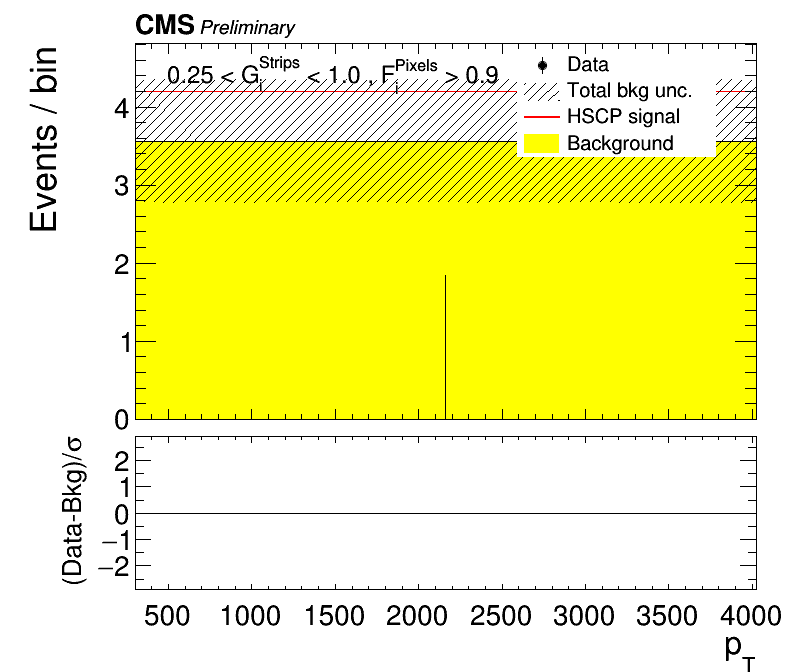 CMS Preliminary
Events / bin
0.25 < G_i^Strips < 1.0 , F_i^Pixels > 0.9
Data
Total bkg unc.
HSCP signal
Background
4
3
2
1
0
(Data-Bkg)/σ
2
1
0
−1
−2
500 1000 1500 2000 2500 3000 3500 4000
p_T